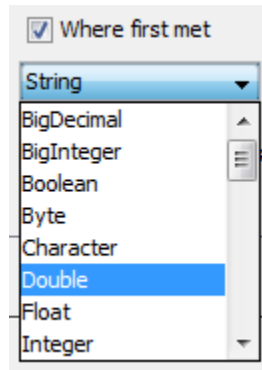 Where first met
String
BigDecimal
BigInteger
Boolean
Byte
Character
Double
Float
Integer